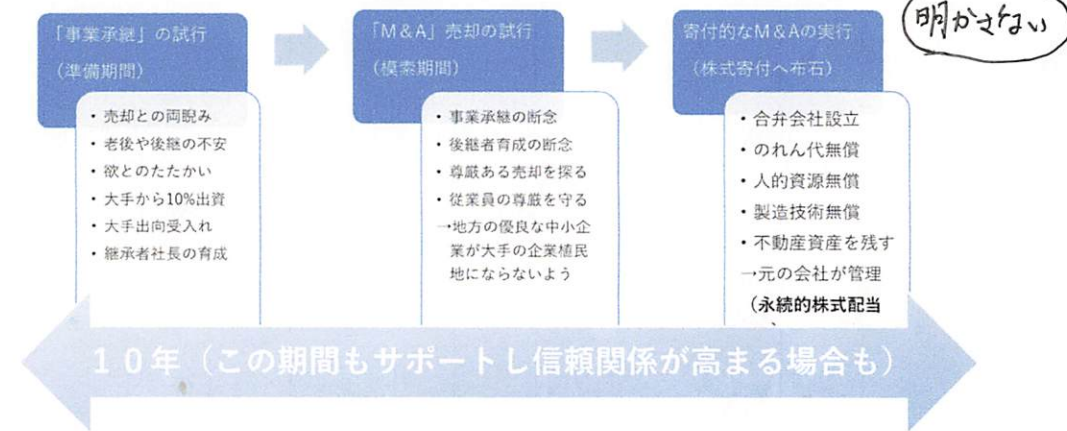 「事業承継」の試行
（準備期間）
・売却との両睨み
・老後や後継の不安
・欲とのたたかい
・大手から10%出資
・大手出向受入れ
・継承者社長の育成
「M&A」売却の試行
（模索期間）
・事業承継の断念
・後継者育成の断念
・尊厳ある売却を探る
・従業員の尊厳を守る
→地方の優良な中小企
業が大手の企業植民
地にならないよう
寄付的なM&Aの実行
（株式寄付へ布石）
・合弁会社設立
・のれん代無償
・人的資源無償
・製造技術無償
・不動産資産を残す
→元の会社が管理
（永続的株式配当
明かさない
１０年（この期間もサポートし信頼関係が高まる場合も）